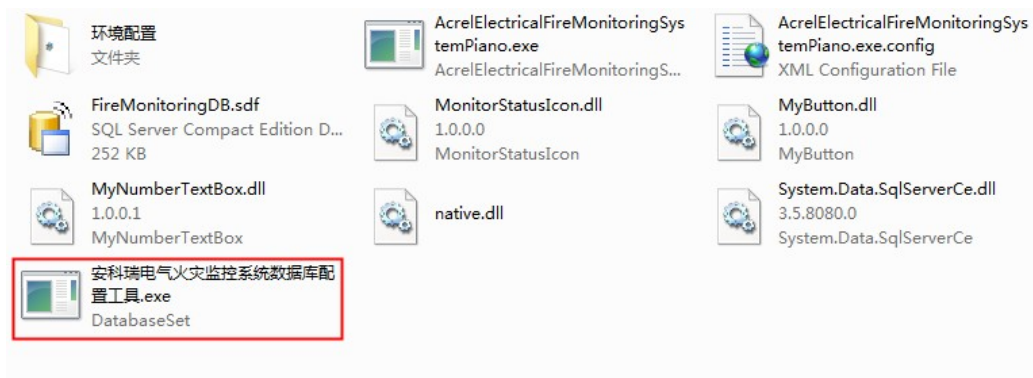 环境配置
文件夹
AcrelElectricalFireMonitoringSys
temPiano.exe
AcrelElectricalFireMonitoringS...
AcrelElectricalFireMonitoringSys
temPiano.exe.config
XML Configuration File
FireMonitoringDB.sdf
SQL Server Compact Edition D...
252 KB
MonitorStatusIcon.dll
1.0.0.0
MonitorStatusIcon
MyButton.dll
1.0.0.0
MyButton
MyNumberTextBox.dll
1.0.0.1
MyNumberTextBox
native.dll
System.Data.SqlServerCe.dll
3.5.8080.0
System.Data.SqlServerCe
安科瑞电气火灾监控系统数据库配
置工具.exe
DatabaseSet